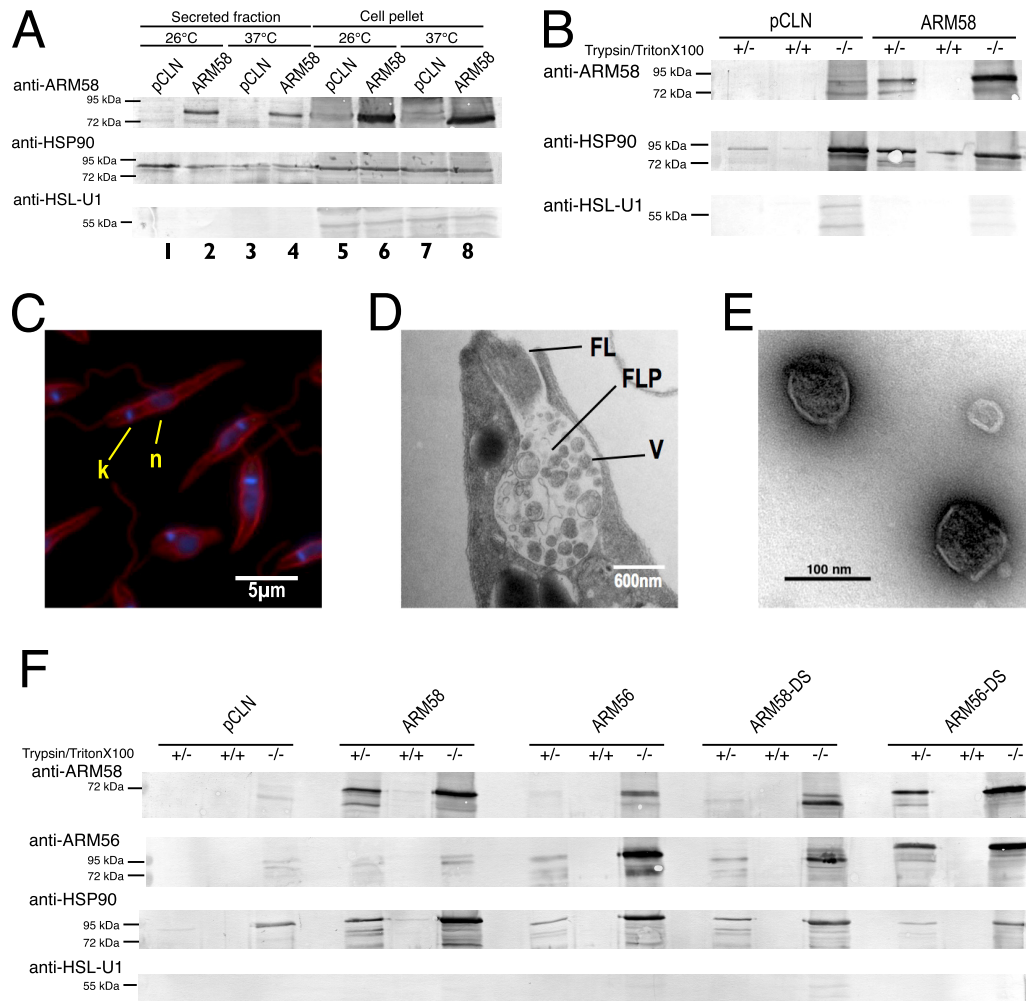 A
Secreted fraction Cell pellet
26°C 37°C 26°C 37°C
pCLN ARM58 pCLN ARM58 pCLN ARM58 pCLN ARM58
anti-ARM58
95 kDa
72 kDa
anti-HSP90
95 kDa
72 kDa
anti-HSL-U1
55 kDa
1 2 3 4 5 6 7 8
B
pCLN ARM58
Trypsin/TritonX100 +/- +/+ -/- +/- +/+ -/-
anti-ARM58
95 kDa
72 kDa
anti-HSP90
95 kDa
72 kDa
anti-HSL-U1
55 kDa
C
k n
5µm
D
FL
FLP
V
600nm
E
100 nm
F
pCLN ARM58 ARM56 ARM58-DS ARM56-DS
Trypsin/TritonX100 +/- +/+ -/- +/- +/+ -/- +/- +/+ -/- +/- +/+ -/- +/- +/+ -/-
anti-ARM58
72 kDa
anti-ARM56
95 kDa
72 kDa
anti-HSP90
95 kDa
72 kDa
anti-HSL-U1
55 kDa